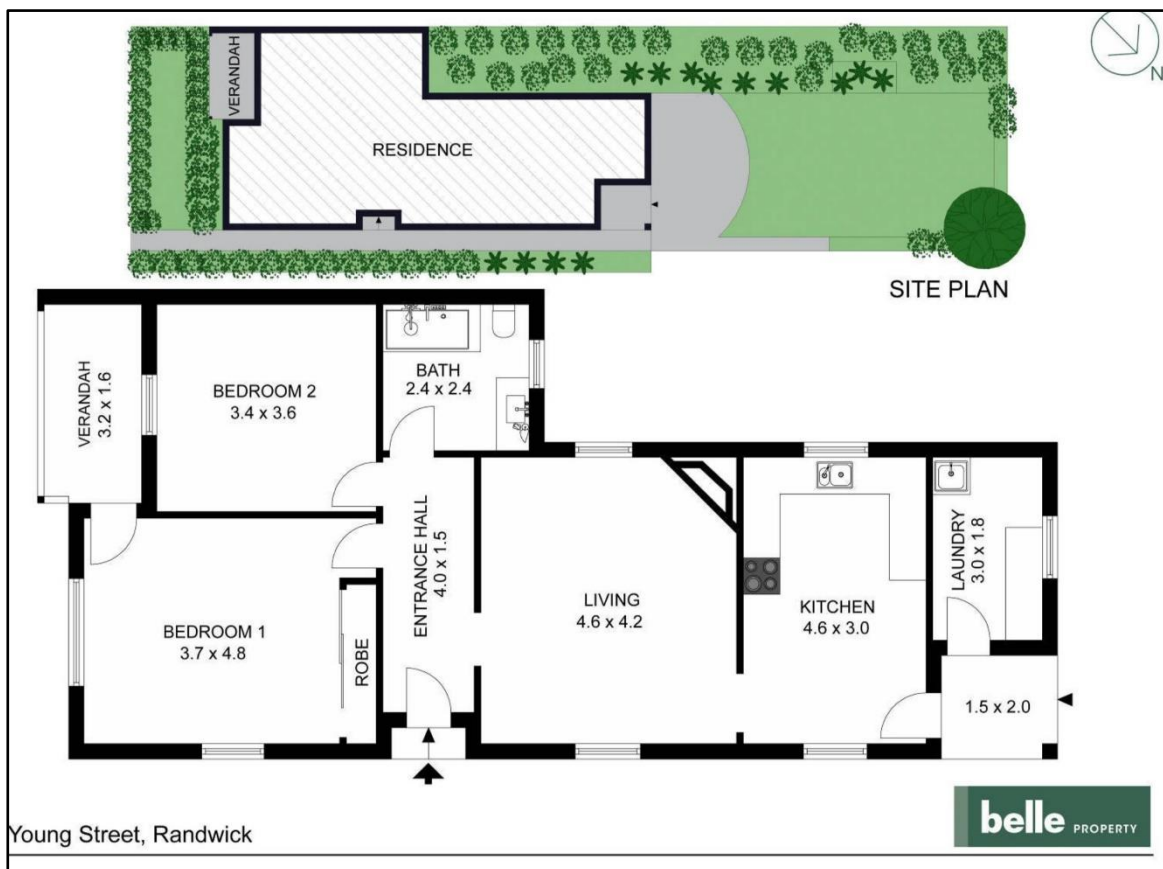 N
VERANDAH
RESIDENCE
SITE PLAN
VERANDAH
3.2 x 1.6
BEDROOM 2
3.4 x 3.6
BATH
2.4 x 2.4
BEDROOM 1
3.7 x 4.8
ROBE
ENTRANCE HALL
4.0 x 1.5
LIVING
4.6 x 4.2
KITCHEN
4.6 x 3.0
LAUNDRY
3.0 x 1.8
1.5 x 2.0
Young Street, Randwick
belle PROPERTY